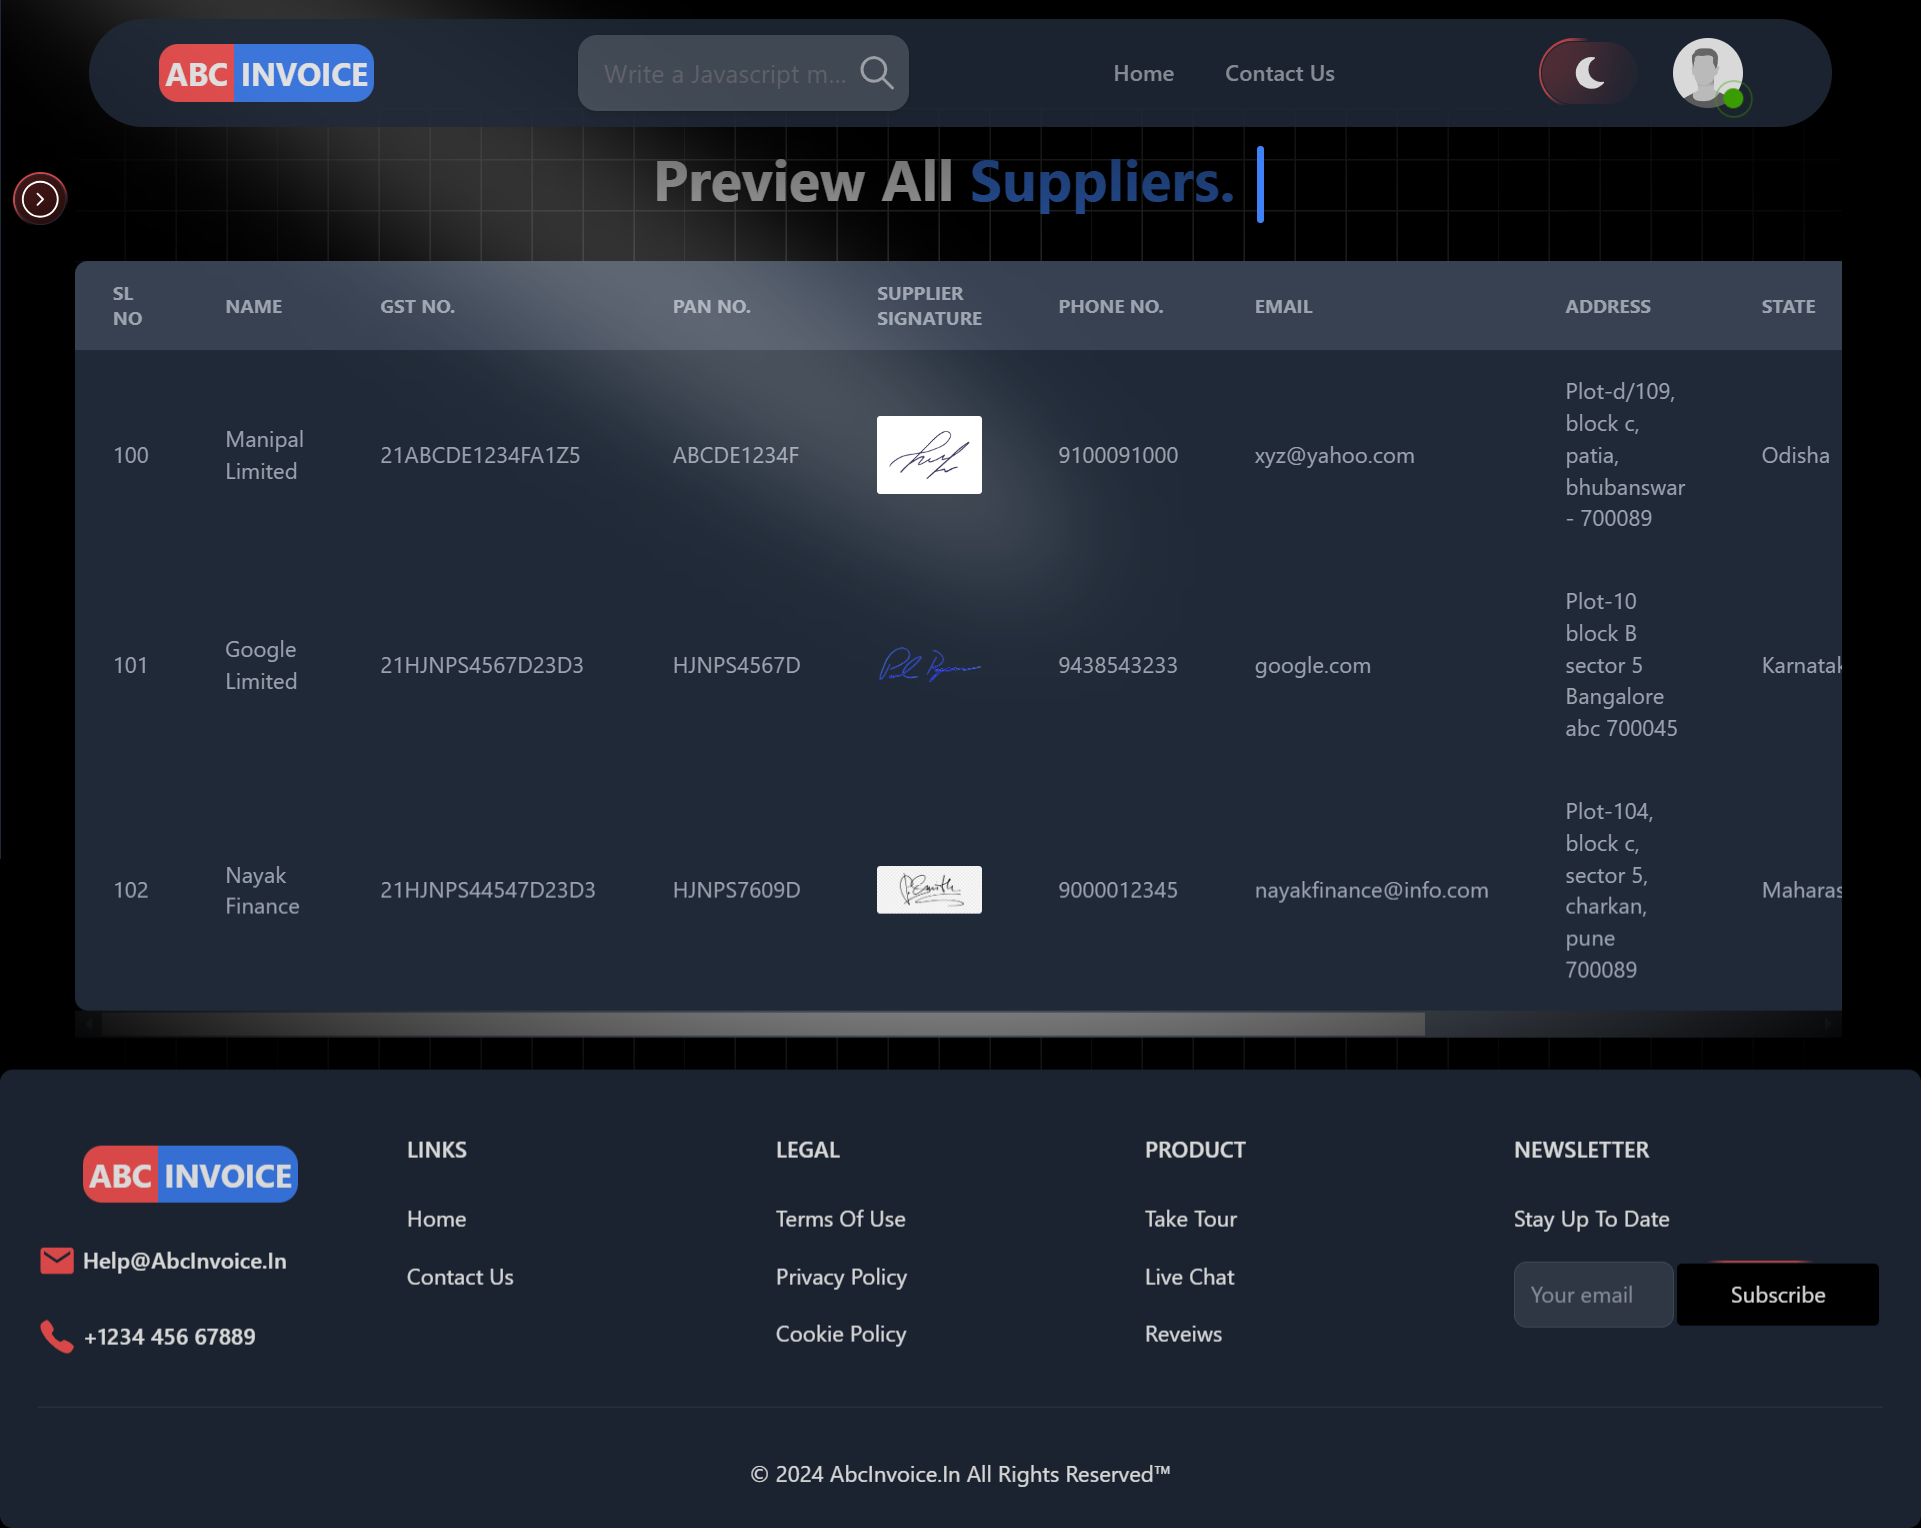 ABC INVOICE
Write a Javascript m...
Home
Contact Us
Preview All Suppliers.
SL NO
NAME
GST NO.
PAN NO.
SUPPLIER SIGNATURE
PHONE NO.
EMAIL
ADDRESS
STATE
100
Manipal
Limited
21ABCDE1234FA1Z5
ABCDE1234F
9100091000
xyz@yahoo.com
Plot-d/109,
block c,
patia,
bhubanswar
- 700089
Odisha
101
Google
Limited
21HJNPS4567D23D3
HJNPS4567D
9438543233
google.com
Plot-10
block B
sector 5
Bangalore
abc 700045
Karnatak
102
Nayak
Finance
21HJNPS44547D23D3
HJNPS7609D
9000012345
nayakfinance@info.com
Plot-104,
block c,
sector 5,
charkan,
pune
700089
Maharas
ABC INVOICE
Help@AbcInvoice.In
+1234 456 67889
LINKS
Home
Contact Us
LEGAL
Terms Of Use
Privacy Policy
Cookie Policy
PRODUCT
Take Tour
Live Chat
Reveiws
NEWSLETTER
Stay Up To Date
Your email
Subscribe
© 2024 AbcInvoice.In All Rights Reserved™